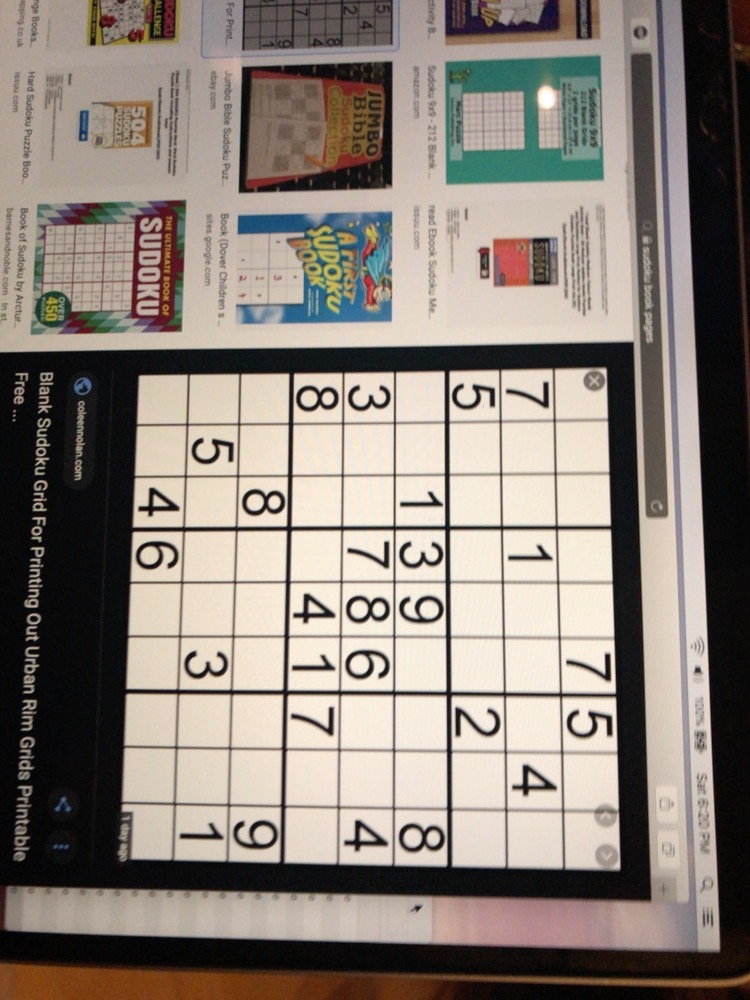 100% Sat 6:20 PM
sudoku book pages
Sudoku 9x9
Sudoku 9x9 - 212 Blank ...
amazon.com
read Ebook Sudoku Me...
issuu.com
ctivity B...
JUMBO
Bible
Sudoku
Collection
Jumbo Bible Sudoku Puz...
ebay.com
A FIRST
SUDOKU
BOOK
Book (Dover Children s ...
sites.google.com
For Print...
504
SUDOKU
PUZZLES
Hard Sudoku Puzzle Boo...
issuu.com
THE ULTIMATE BOOK OF
SUDOKU
OVER
450
Book of Sudoku by Arctur...
barnesandnoble.com · In st...
nge Books...
7 5
7 1 4
5 2
1 3 9 8
3 7 8 6 4
8 4 1 7
8 9
5 3 1
4 6
1 day ago
coleennolan.com
Blank Sudoku Grid For Printing Out Urban Rim Grids Printable
Free ...